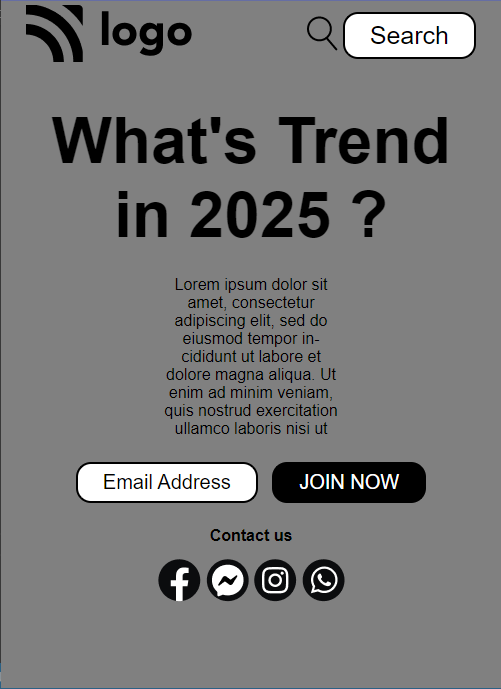 logo
Search
What's Trend
in 2025 ?
Lorem ipsum dolor sit
amet, consectetur
adipiscing elit, sed do
eiusmod tempor in-
cididunt ut labore et
dolore magna aliqua. Ut
enim ad minim veniam,
quis nostrud exercitation
ullamco laboris nisi ut
Email Address
JOIN NOW
Contact us